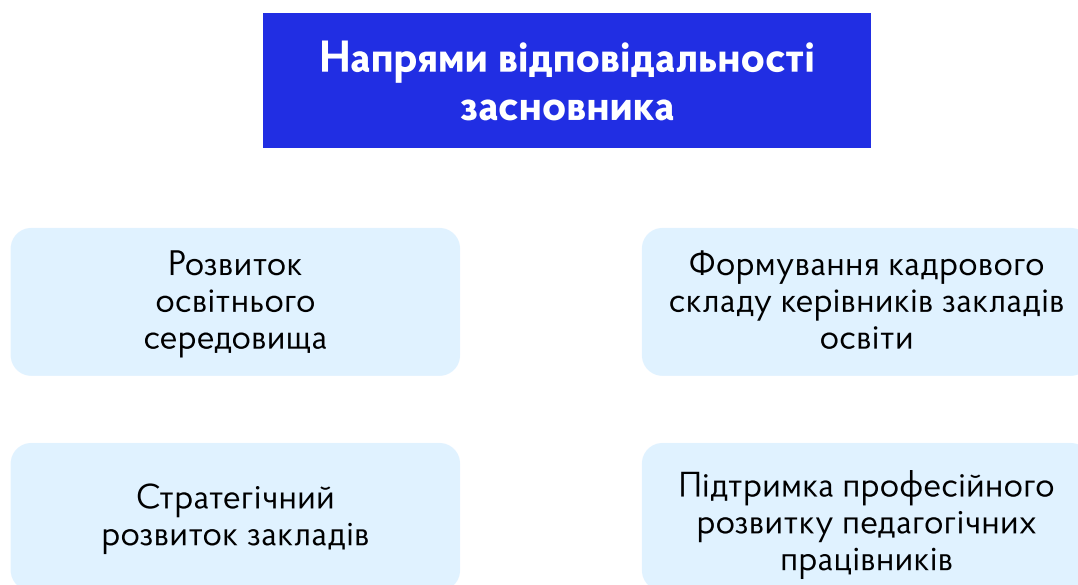 Напрями відповідальності
засновника
Розвиток
освітнього
середовища
Формування кадрового
складу керівників закладів
освіти
Стратегічний
розвиток закладів
Підтримка професійного
розвитку педагогічних
працівників